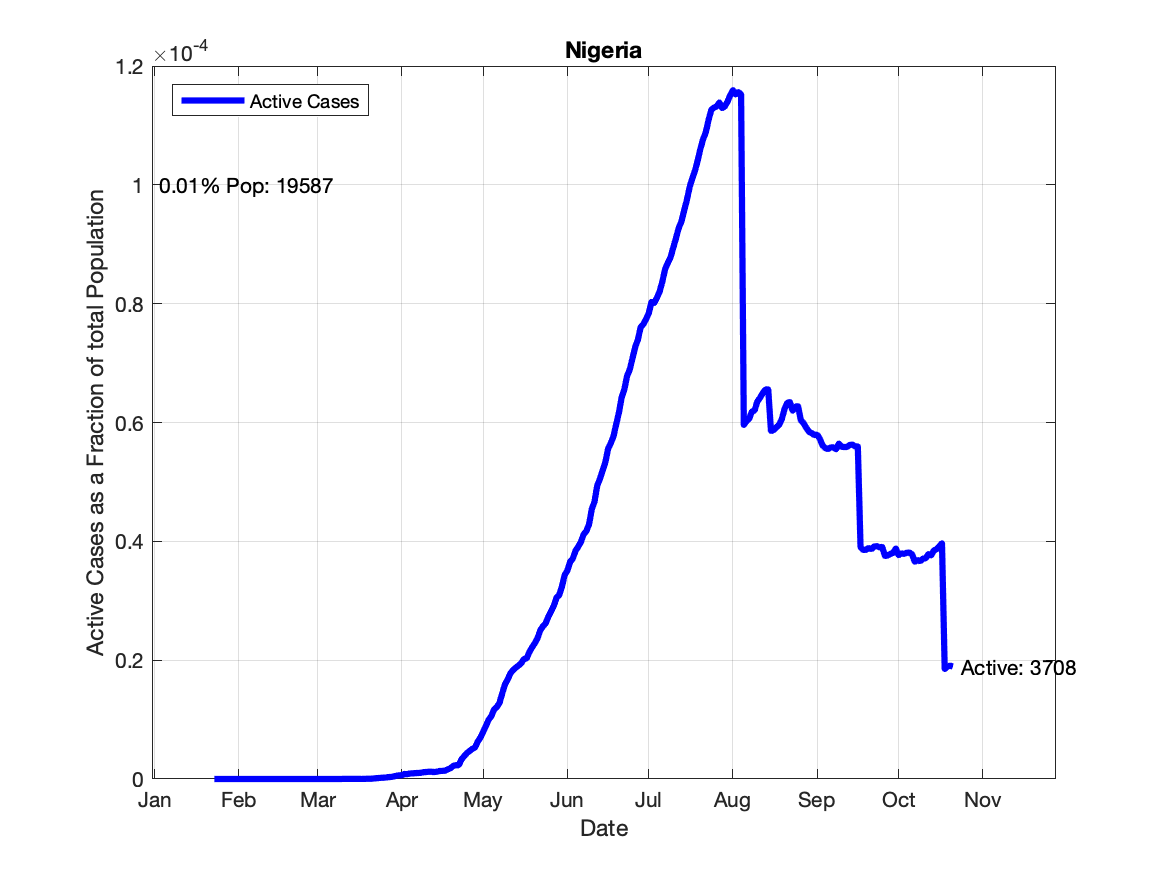 Nigeria
×10-4
1.2
1
0.8
0.6
0.4
0.2
0
Active Cases as a Fraction of total Population
Active Cases
0.01% Pop: 19587
Active: 3708
Jan Feb Mar Apr May Jun Jul Aug Sep Oct Nov
Date